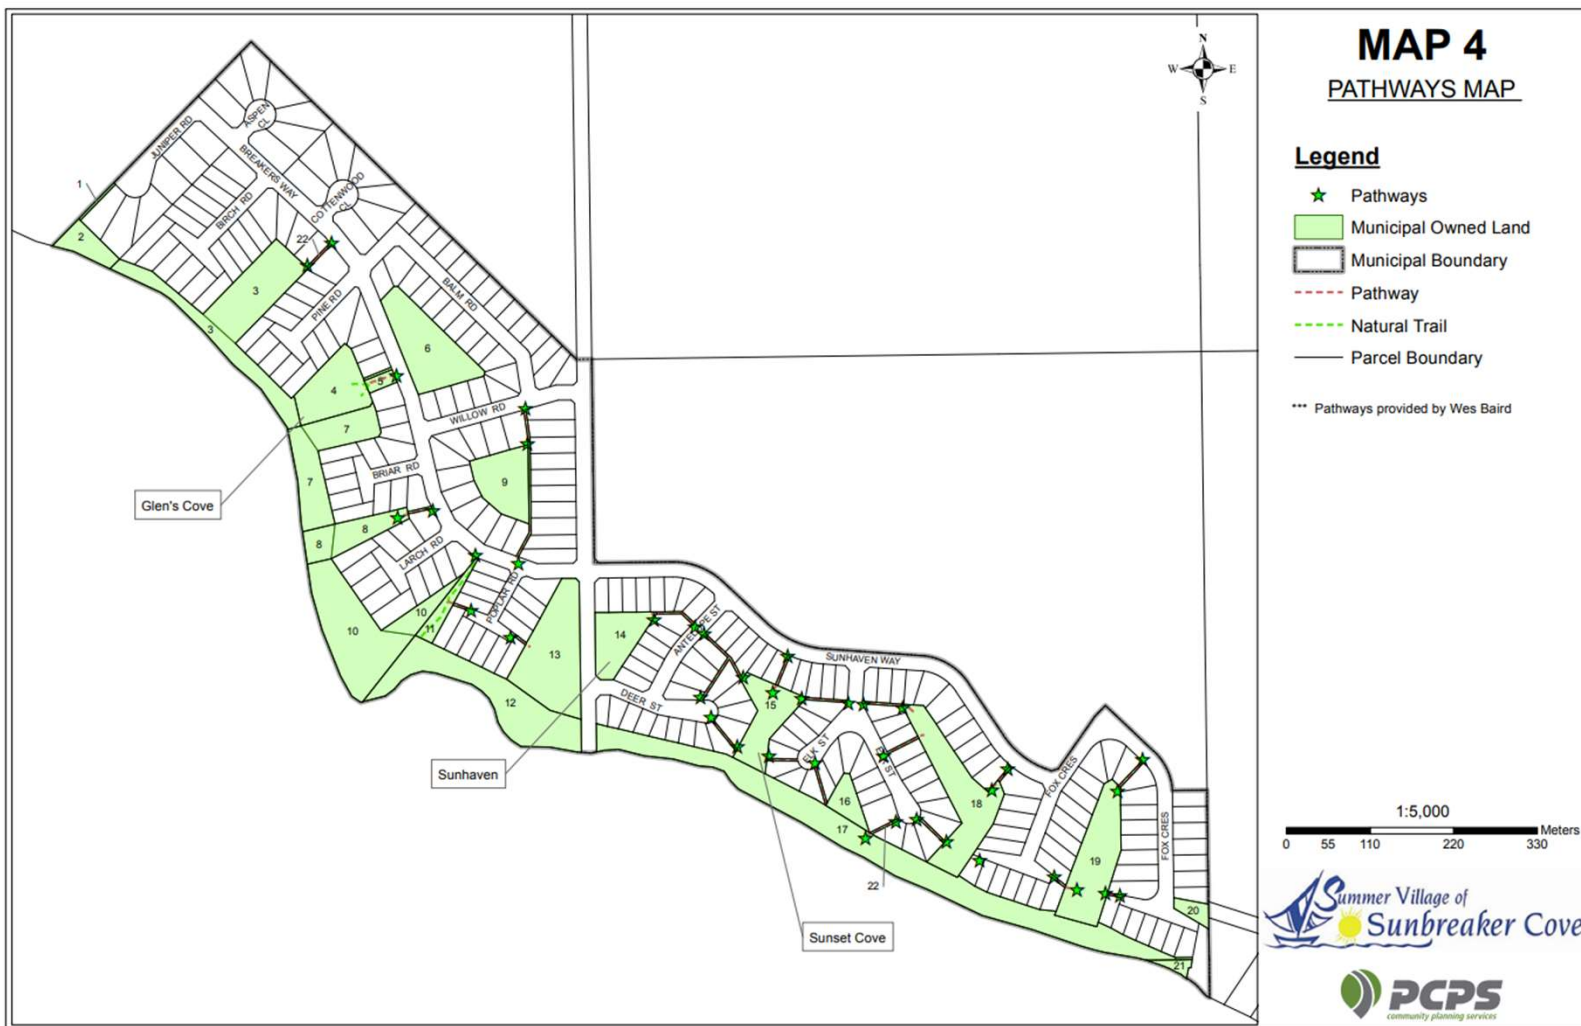 MAP 4
PATHWAYS MAP
Legend
Pathways
Municipal Owned Land
Municipal Boundary
Pathway
Natural Trail
Parcel Boundary
*** Pathways provided by Wes Baird
N
W E
S
JUNIPER RD
ASPEN
CL
BREAKERS WAY
COTTENWOOD
CL
BIRCH RD
1
2
22
3
3
PINE RD
BALM RD
6
4
5
7
WILLOW RD
BRIAR RD
9
7
Glen's Cove
8
8
LARCH RD
POPLAR RD
10
10
11
13
12
14
ANTELOPE ST
DEER ST
SUNHAVEN WAY
15
Sunhaven
ELK ST
ELK ST
16
17
18
22
Sunset Cove
FOX CRES
FOX CRES
19
20
21
1:5,000
Meters
0 55 110 220 330
Summer Village of
Sunbreaker Cove
PCPS
community planning services